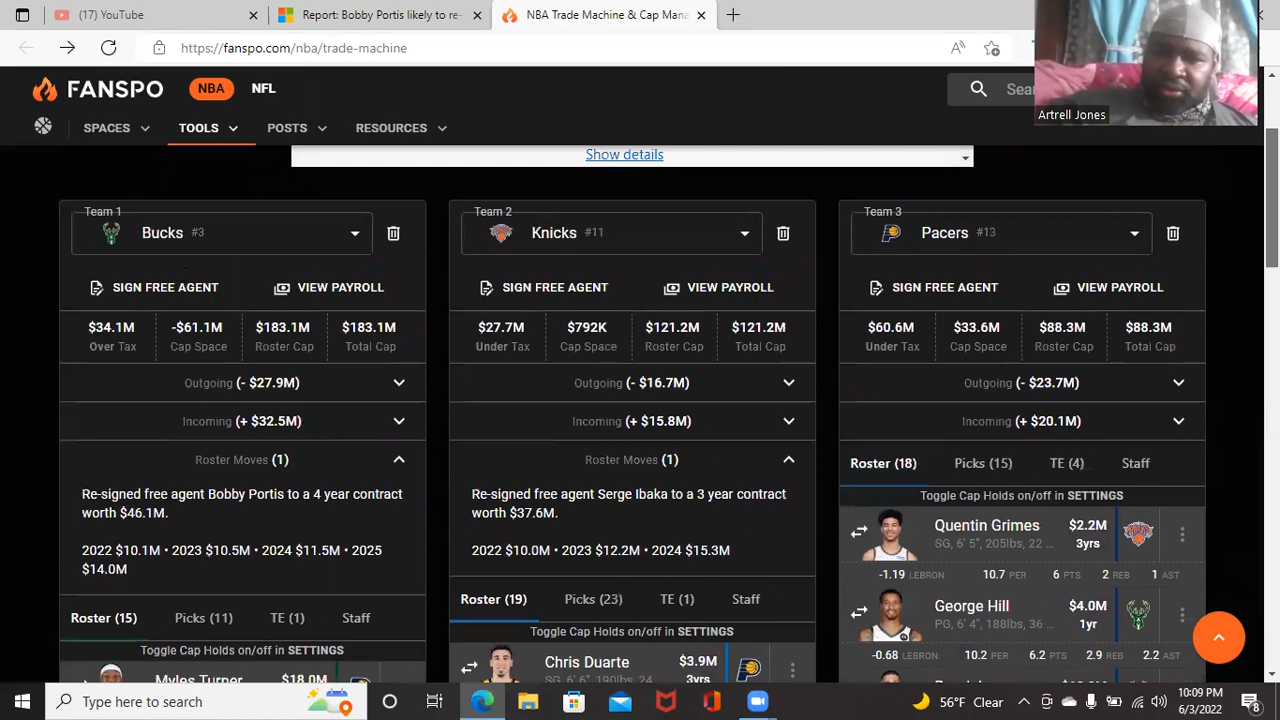 (17) YouTube
Report: Bobby Portis likely to re-
NBA Trade Machine & Cap Mana
https://fanspo.com/nba/trade-machine
FANSPO NBA NFL
Artrell Jones
SPACES TOOLS POSTS RESOURCES
Show details
Team 1
Bucks #3
SIGN FREE AGENT VIEW PAYROLL
$34.1M -$61.1M $183.1M $183.1M
Over Tax Cap Space Roster Cap Total Cap
Outgoing (- $27.9M)
Incoming (+ $32.5M)
Roster Moves (1)
Re-signed free agent Bobby Portis to a 4 year contract
worth $46.1M.
2022 $10.1M • 2023 $10.5M • 2024 $11.5M • 2025
$14.0M
Roster (15) Picks (11) TE (1) Staff
Toggle Cap Holds on/off in SETTINGS
Myles Turner $18.0M
Team 2
Knicks #11
SIGN FREE AGENT VIEW PAYROLL
$27.7M $792K $121.2M $121.2M
Under Tax Cap Space Roster Cap Total Cap
Outgoing (- $16.7M)
Incoming (+ $15.8M)
Roster Moves (1)
Re-signed free agent Serge Ibaka to a 3 year contract
worth $37.6M.
2022 $10.0M • 2023 $12.2M • 2024 $15.3M
Roster (19) Picks (23) TE (1) Staff
Toggle Cap Holds on/off in SETTINGS
Chris Duarte $3.9M
SG, 6' 5", 190lbs, 24 3yrs
Team 3
Pacers #13
SIGN FREE AGENT VIEW PAYROLL
$60.6M $33.6M $88.3M $88.3M
Under Tax Cap Space Roster Cap Total Cap
Outgoing (- $23.7M)
Incoming (+ $20.1M)
Roster (18) Picks (15) TE (4) Staff
Toggle Cap Holds on/off in SETTINGS
Quentin Grimes $2.2M
SG, 6' 5", 205lbs, 22 ... 3yrs
-1.19 LEBRON 10.7 PER 6 PTS 2 REB 1 AST
George Hill $4.0M
PG, 6' 4", 188lbs, 36 ... 1yr
-0.68 LEBRON 10.2 PER 6.2 PTS 2.9 REB 2.2 AST
Type here to search
56°F Clear
10:09 PM
6/3/2022
8